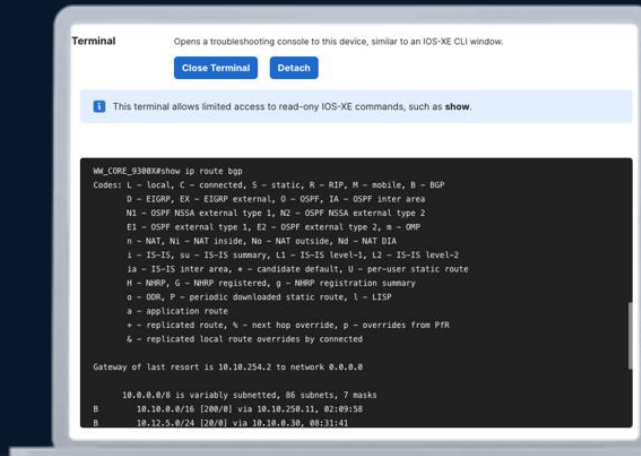 Terminal
Opens a troubleshooting console to this device, similar to an IOS-XE CLI window.
Close Terminal
Detach
i
This terminal allows limited access to read-ony IOS-XE commands, such as show.
WW_CORE_9300X#show ip route bgp
Codes: L - local, C - connected, S - static, R - RIP, M - mobile, B - BGP
D - EIGRP, EX - EIGRP external, O - OSPF, IA - OSPF inter area
N1 - OSPF NSSA external type 1, N2 - OSPF NSSA external type 2
E1 - OSPF external type 1, E2 - OSPF external type 2, m - OMP
n - NAT, Ni - NAT inside, No - NAT outside, Nd - NAT DIA
i - IS-IS, su - IS-IS summary, L1 - IS-IS level-1, L2 - IS-IS level-2
ia - IS-IS inter area, * - candidate default, U - per-user static route
H - NHRP, G - NHRP registered, g - NHRP registration summary
o - ODR, P - periodic downloaded static route, l - LISP
a - application route
+ - replicated route, % - next hop override, p - overrides from PfR
& - replicated local route overrides by connected
Gateway of last resort is 10.10.254.2 to network 0.0.0.0
10.0.0.0/8 is variably subnetted, 86 subnets, 7 masks
B 10.10.0.0/16 [200/0] via 10.10.250.11, 02:09:58
B 10.12.5.0/24 [20/0] via 10.10.0.30, 08:31:41